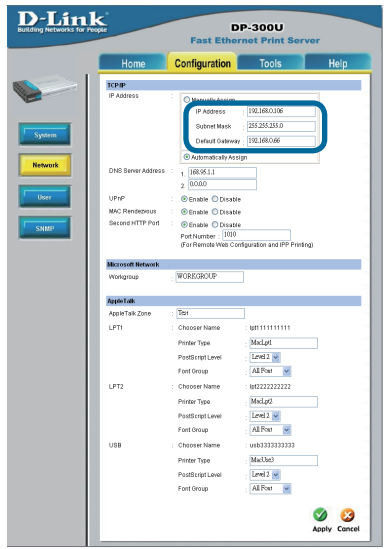 D-Link
Building Networks for People
DP-300U
Fast Ethernet Print Server
Home Configuration Tools Help
System
Network
User
SNMP
TCP/IP
IP Address : Manually Assign
IP Address : 192.168.0.106
Subnet Mask : 255.255.255.0
Default Gateway : 192.168.0.66
Automatically Assign
DNS Server Address : 1. 168.95.1.1
2. 0.0.0.0
UPnP : Enable Disable
MAC Rendezvous : Enable Disable
Second HTTP Port : Enable Disable
Port Number : 1010
(For Remote Web Configuration and IPP Printing)
Microsoft Network
Workgroup : WORKGROUP
AppleTalk
AppleTalk Zone : Test
LPT1 : Chooser Name : lpt1111111111
Printer Type : MacLpt1
PostScript Level : Level 2
Font Group : All Font
LPT2 : Chooser Name : lpt2222222222
Printer Type : MacLpt2
PostScript Level : Level 2
Font Group : All Font
USB : Chooser Name : usb3333333333
Printer Type : MacUse3
PostScript Level : Level 2
Font Group : All Font
Apply Cancel